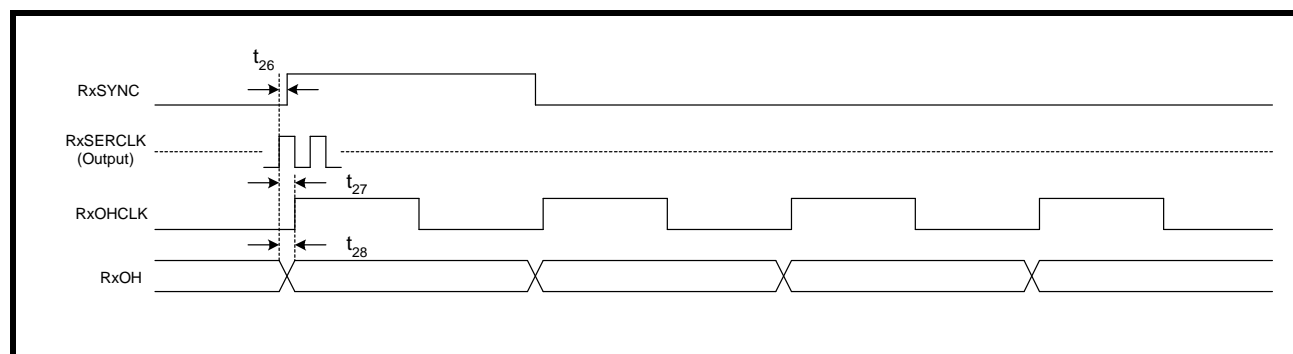 t26
RxSYNC
RxSERCLK
(Output)
t27
RxOHCLK
t28
RxOH